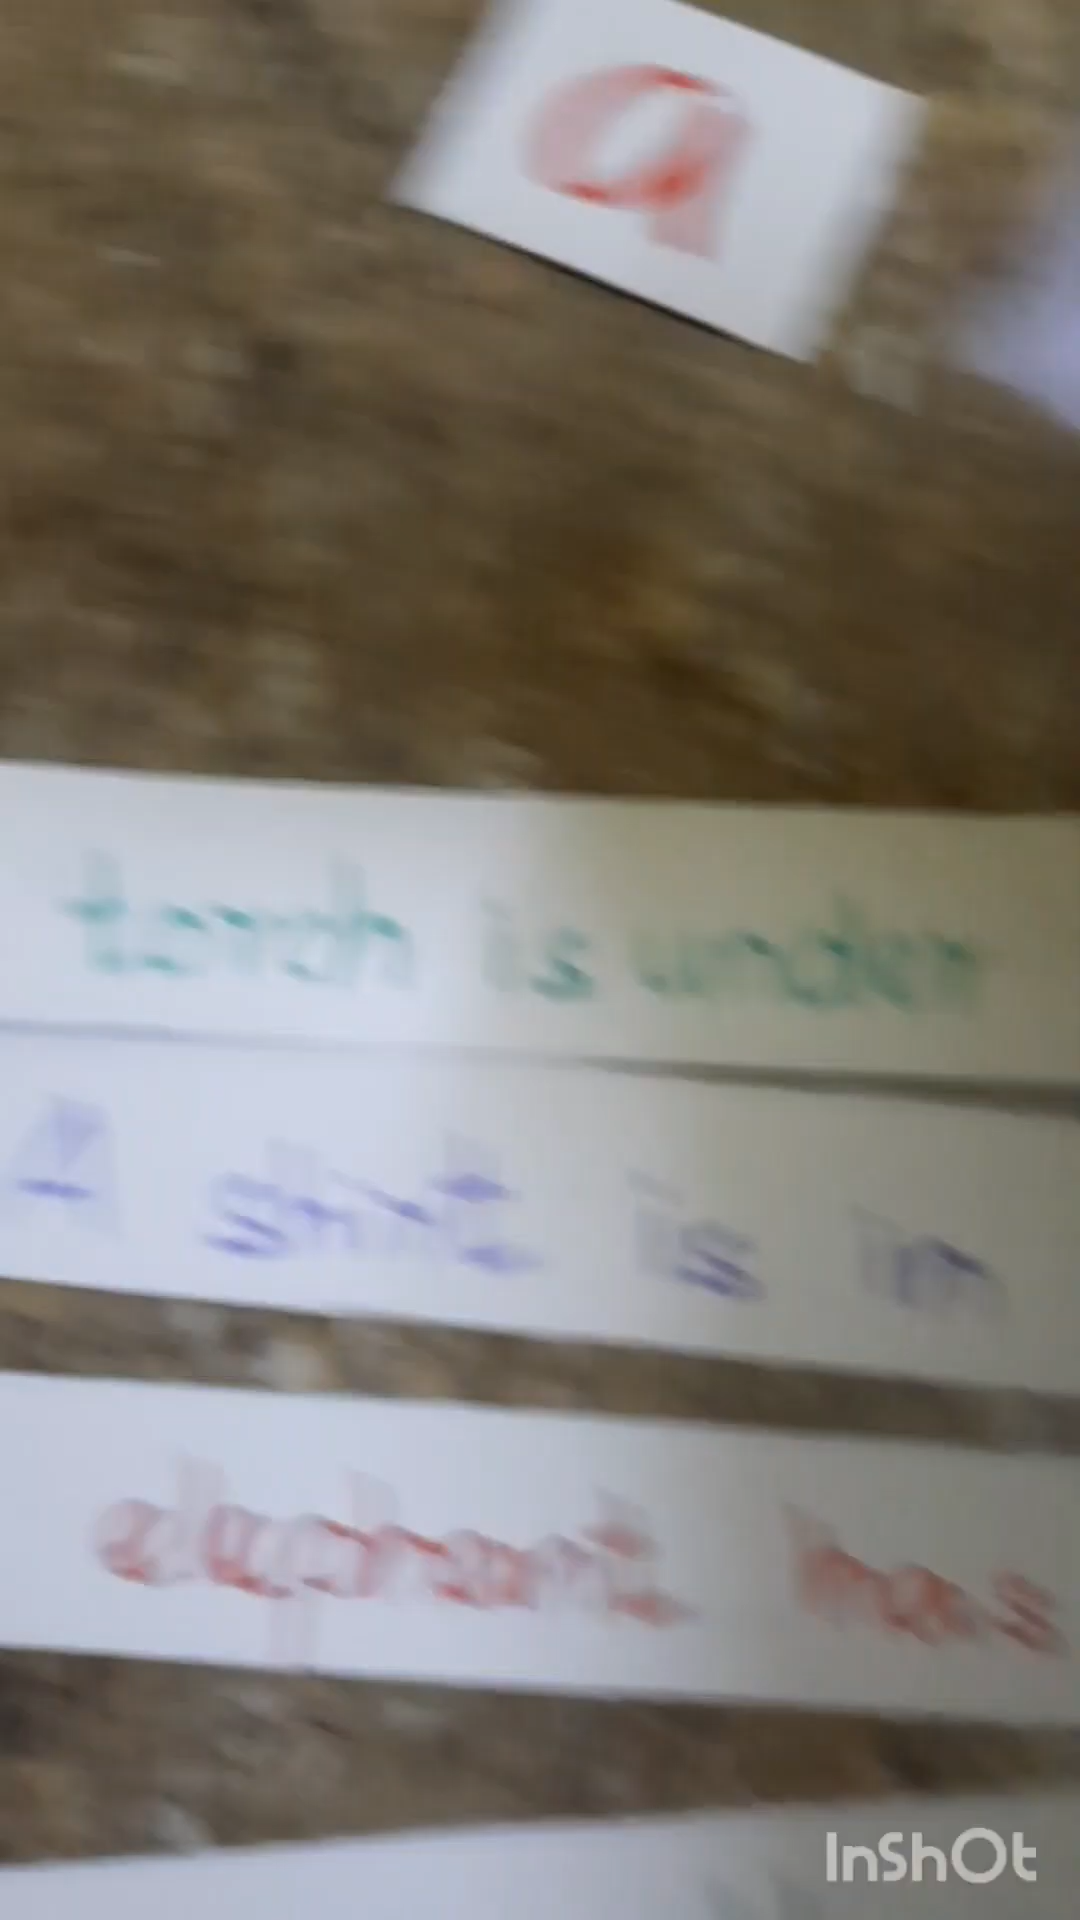 a
torch is under
A shirt is in
elephant has
InShOt